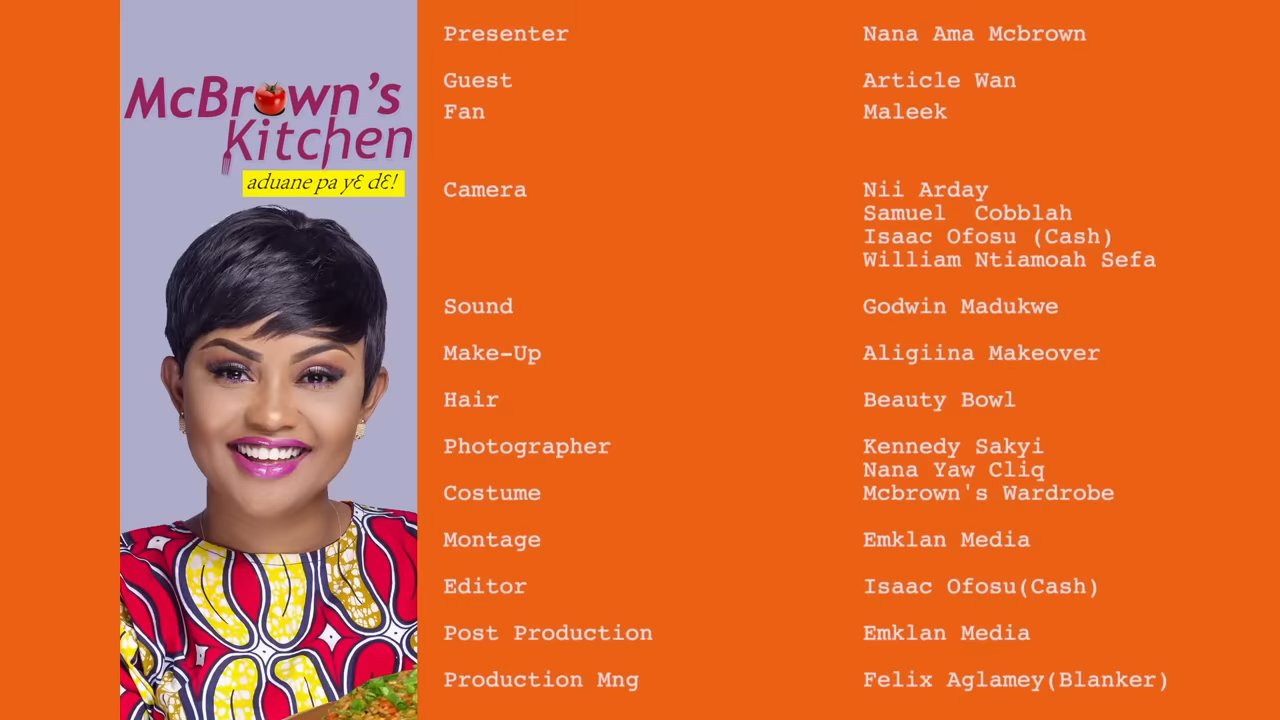 McBrown's
Kitchen
aduane pa yɛ dɛ!
Presenter Nana Ama Mcbrown
Guest Article Wan
Fan Maleek
Camera Nii Arday
Samuel Cobblah
Isaac Ofosu (Cash)
William Ntiamoah Sefa
Sound Godwin Madukwe
Make-Up Aligiina Makeover
Hair Beauty Bowl
Photographer Kennedy Sakyi
Nana Yaw Cliq
Costume Mcbrown's Wardrobe
Montage Emklan Media
Editor Isaac Ofosu(Cash)
Post Production Emklan Media
Production Mng Felix Aglamey(Blanker)